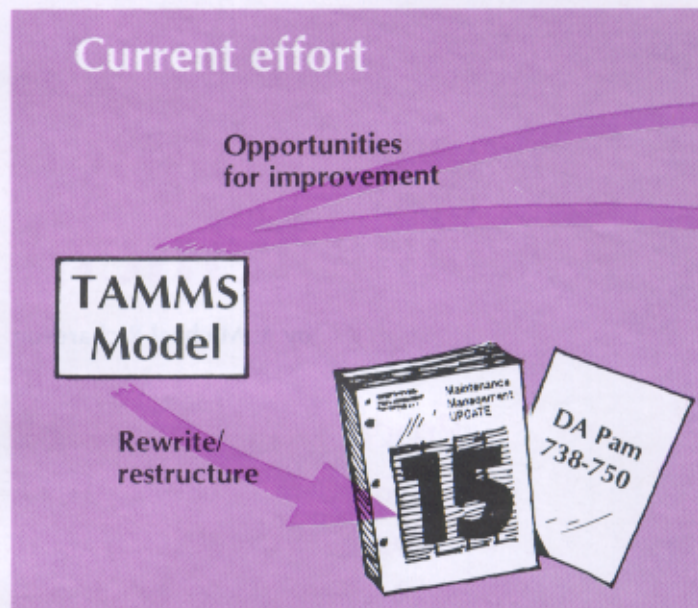 Current effort
Opportunities
for improvement
TAMMS
Model
Rewrite/
restructure
Maintenance
Management
UPDATE
15
DA Pam
738-750